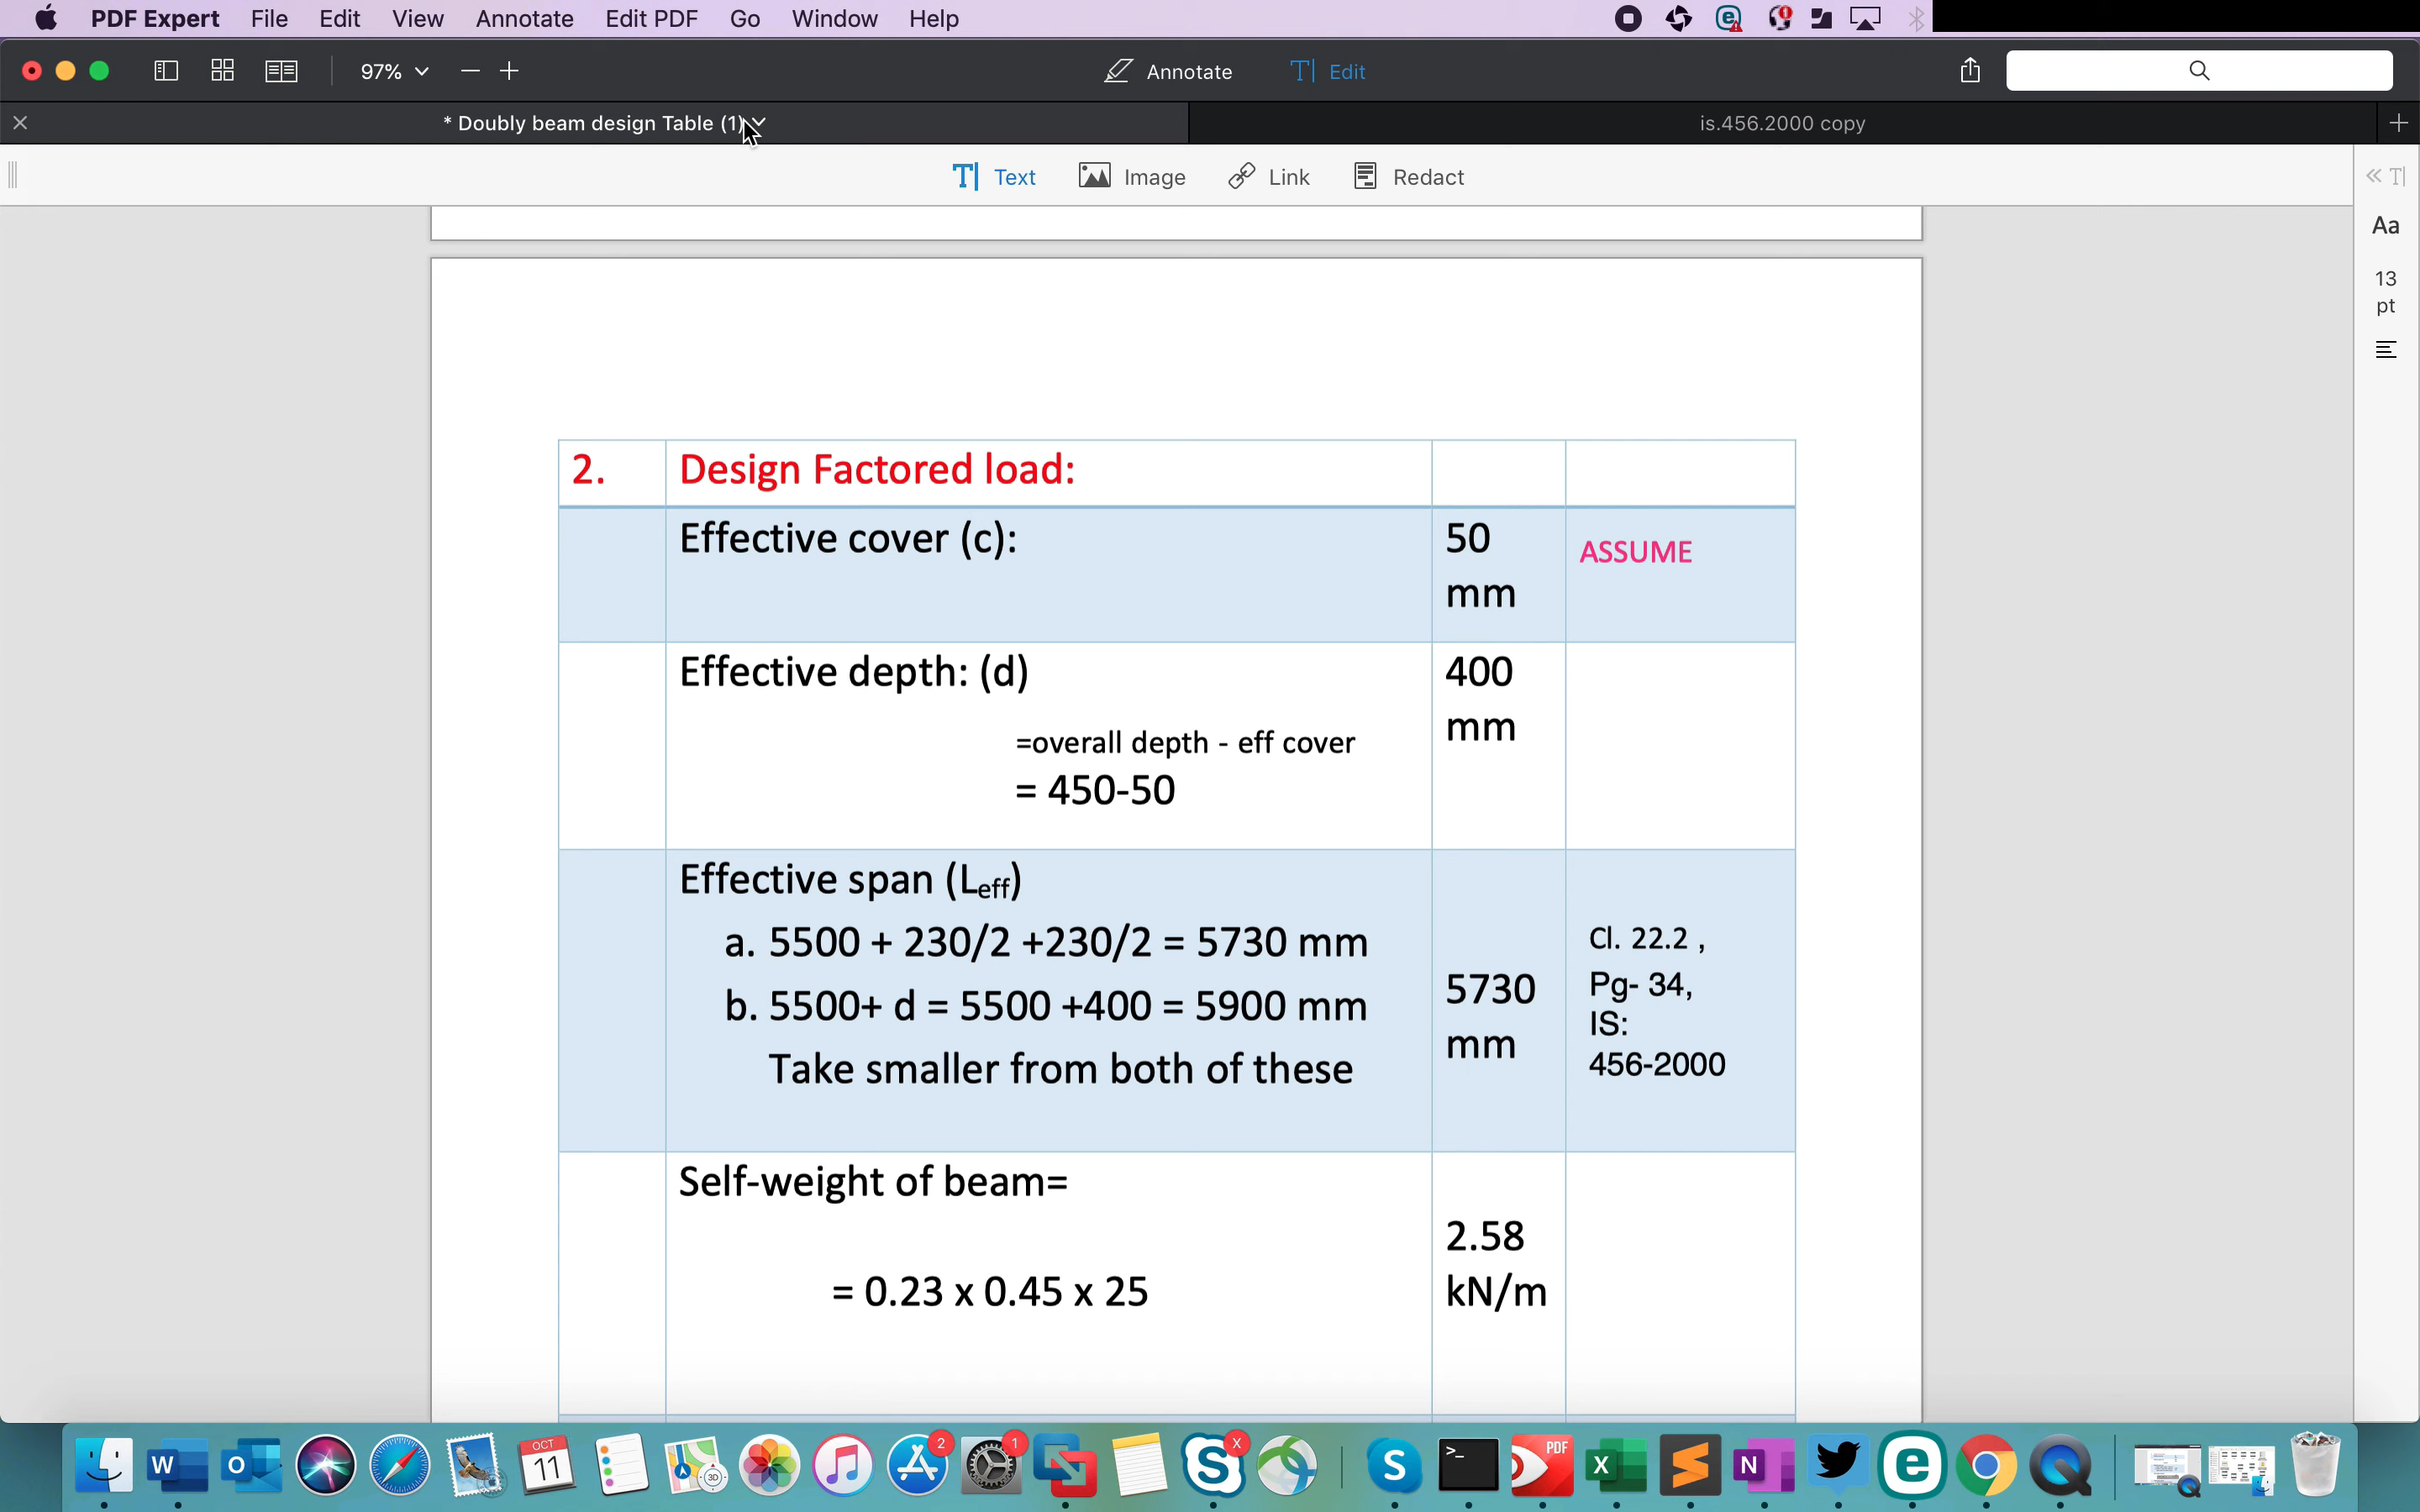 PDF Expert File Edit View Annotate Edit PDF Go Window Help
97% Annotate Edit
* Doubly beam design Table (1) is.456.2000 copy
Text Image Link Redact
Aa
13
pt
2. Design Factored load:
Effective cover (c): 50 mm ASSUME
Effective depth: (d) 400 mm
=overall depth - eff cover
= 450-50
Effective span (Leff)
a. 5500 + 230/2 +230/2 = 5730 mm
b. 5500+ d = 5500 +400 = 5900 mm
Take smaller from both of these
5730
mm
Cl. 22.2 ,
Pg- 34,
IS:
456-2000
Self-weight of beam=
= 0.23 x 0.45 x 25
2.58
kN/m
OCT
11
3D
2
1
X
PDF